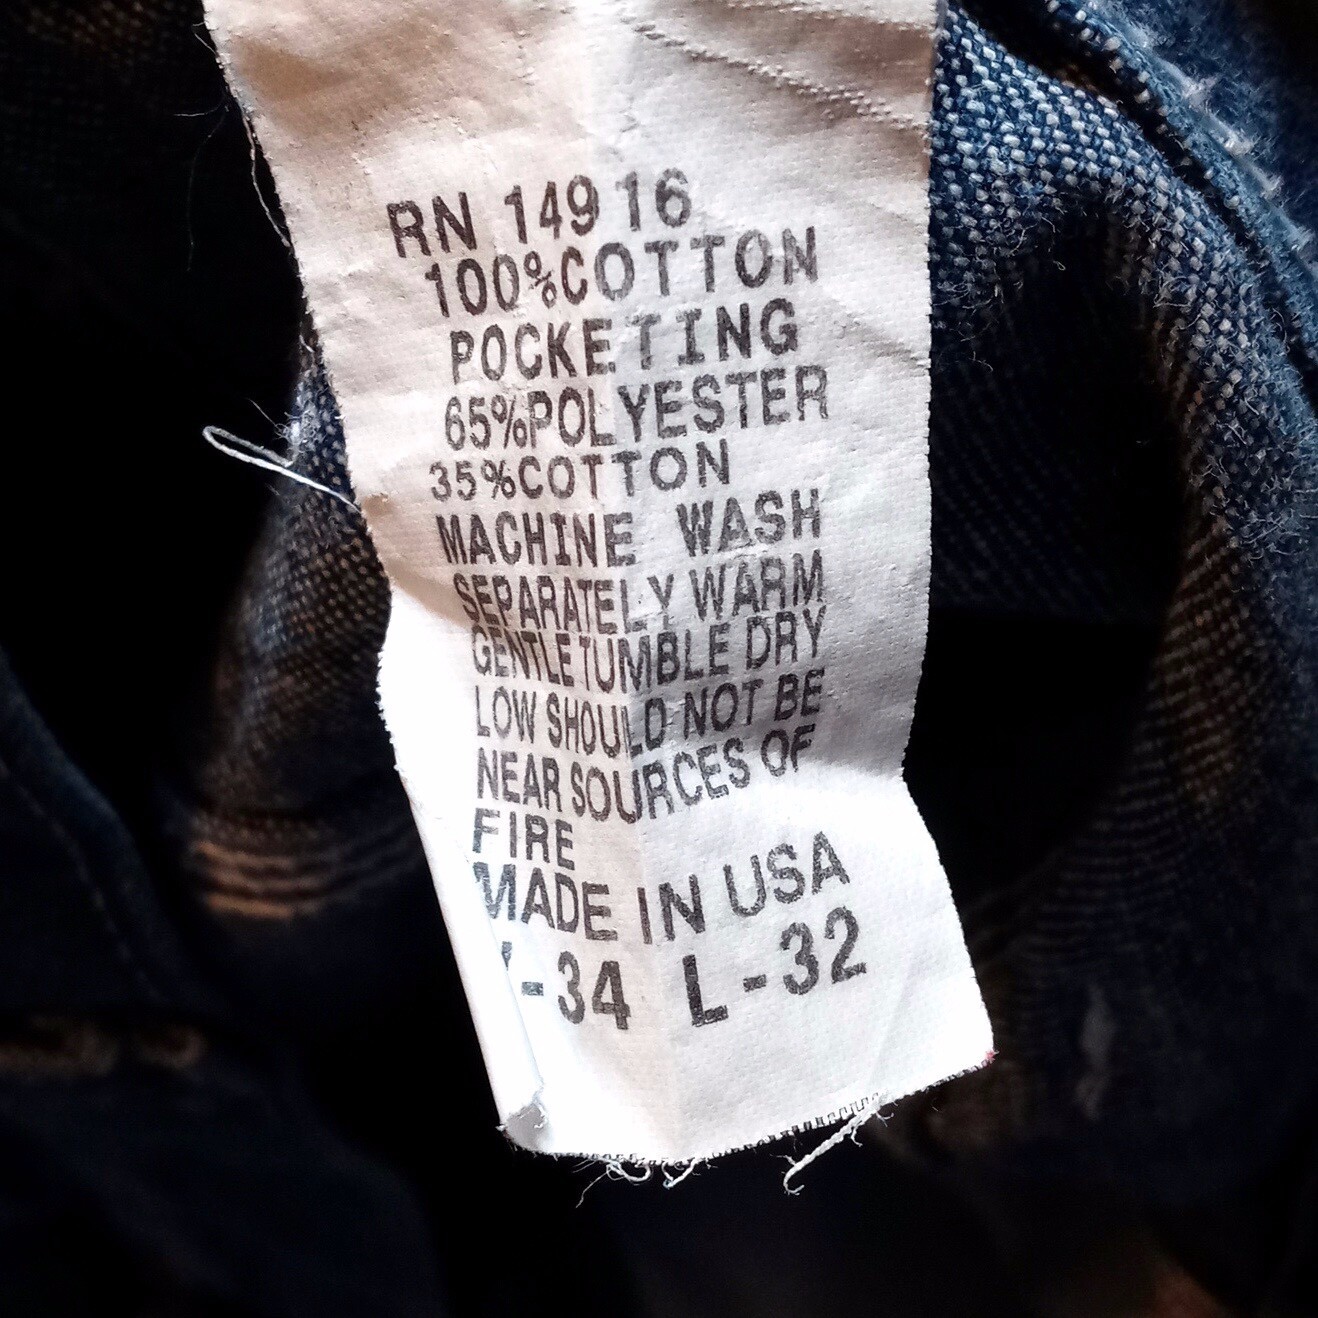 RN 14916
100%COTTON
POCKETING
65%POLYESTER
35%COTTON
MACHINE WASH
SEPARATELY WARM
GENTLE TUMBLE DRY
LOW SHOULD NOT BE
NEAR SOURCES OF
FIRE
MADE IN USA
-34 L-32